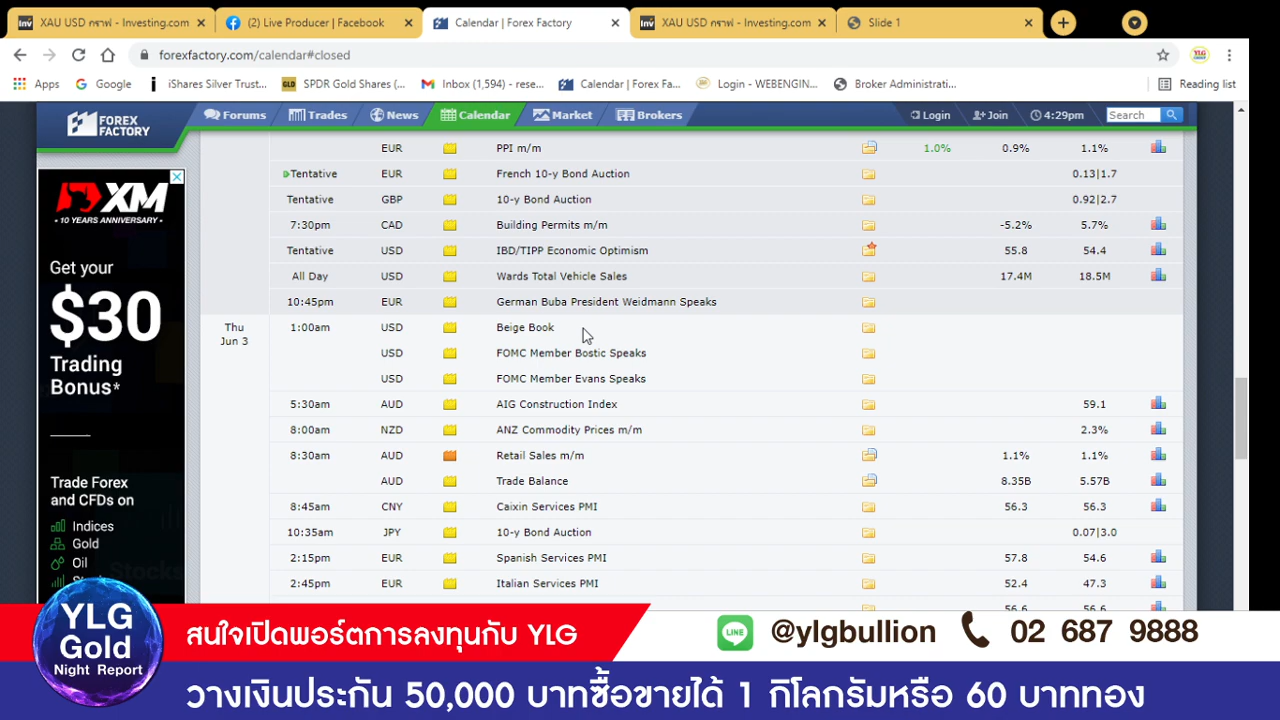 XAU USD กราฟ - Investing.com
(2) Live Producer | Facebook
Calendar | Forex Factory
XAU USD กราฟ - Investing.com
Slide 1
forexfactory.com/calendar#closed
Apps Google iShares Silver Trust... SPDR Gold Shares (... Inbox (1,594) - rese... Calendar | Forex Fa... Login - WEBENGIN... Broker Administrati... Reading list
FOREX FACTORY Forums Trades News Calendar Market Brokers Login Join 4:29pm Search
EUR PPI m/m 1.0% 0.9% 1.1%
Tentative EUR French 10-y Bond Auction 0.13|1.7
Tentative GBP 10-y Bond Auction 0.92|2.7
7:30pm CAD Building Permits m/m -5.2% 5.7%
Tentative USD IBD/TIPP Economic Optimism 55.8 54.4
All Day USD Wards Total Vehicle Sales 17.4M 18.5M
10:45pm EUR German Buba President Weidmann Speaks
Thu Jun 3 1:00am USD Beige Book
USD FOMC Member Bostic Speaks
USD FOMC Member Evans Speaks
5:30am AUD AIG Construction Index 59.1
8:00am NZD ANZ Commodity Prices m/m 2.3%
8:30am AUD Retail Sales m/m 1.1% 1.1%
AUD Trade Balance 8.35B 5.57B
8:45am CNY Caixin Services PMI 56.3 56.3
10:35am JPY 10-y Bond Auction 0.07|3.0
2:15pm EUR Spanish Services PMI 57.8 54.6
2:45pm EUR Italian Services PMI 52.4 47.3
56.6 56.6
XM
10 YEARS ANNIVERSARY
Get your
$30
Trading
Bonus*
Trade Forex
and CFDs on
Indices
Gold
Oil
YLG
Gold
Night Report
สนใจเปิดพอร์ตการลงทุนกับ YLG
LINE @ylgbullion 02 687 9888
วางเงินประกัน 50,000 บาทซื้อขายได้ 1 กิโลกรัมหรือ 60 บาททอง